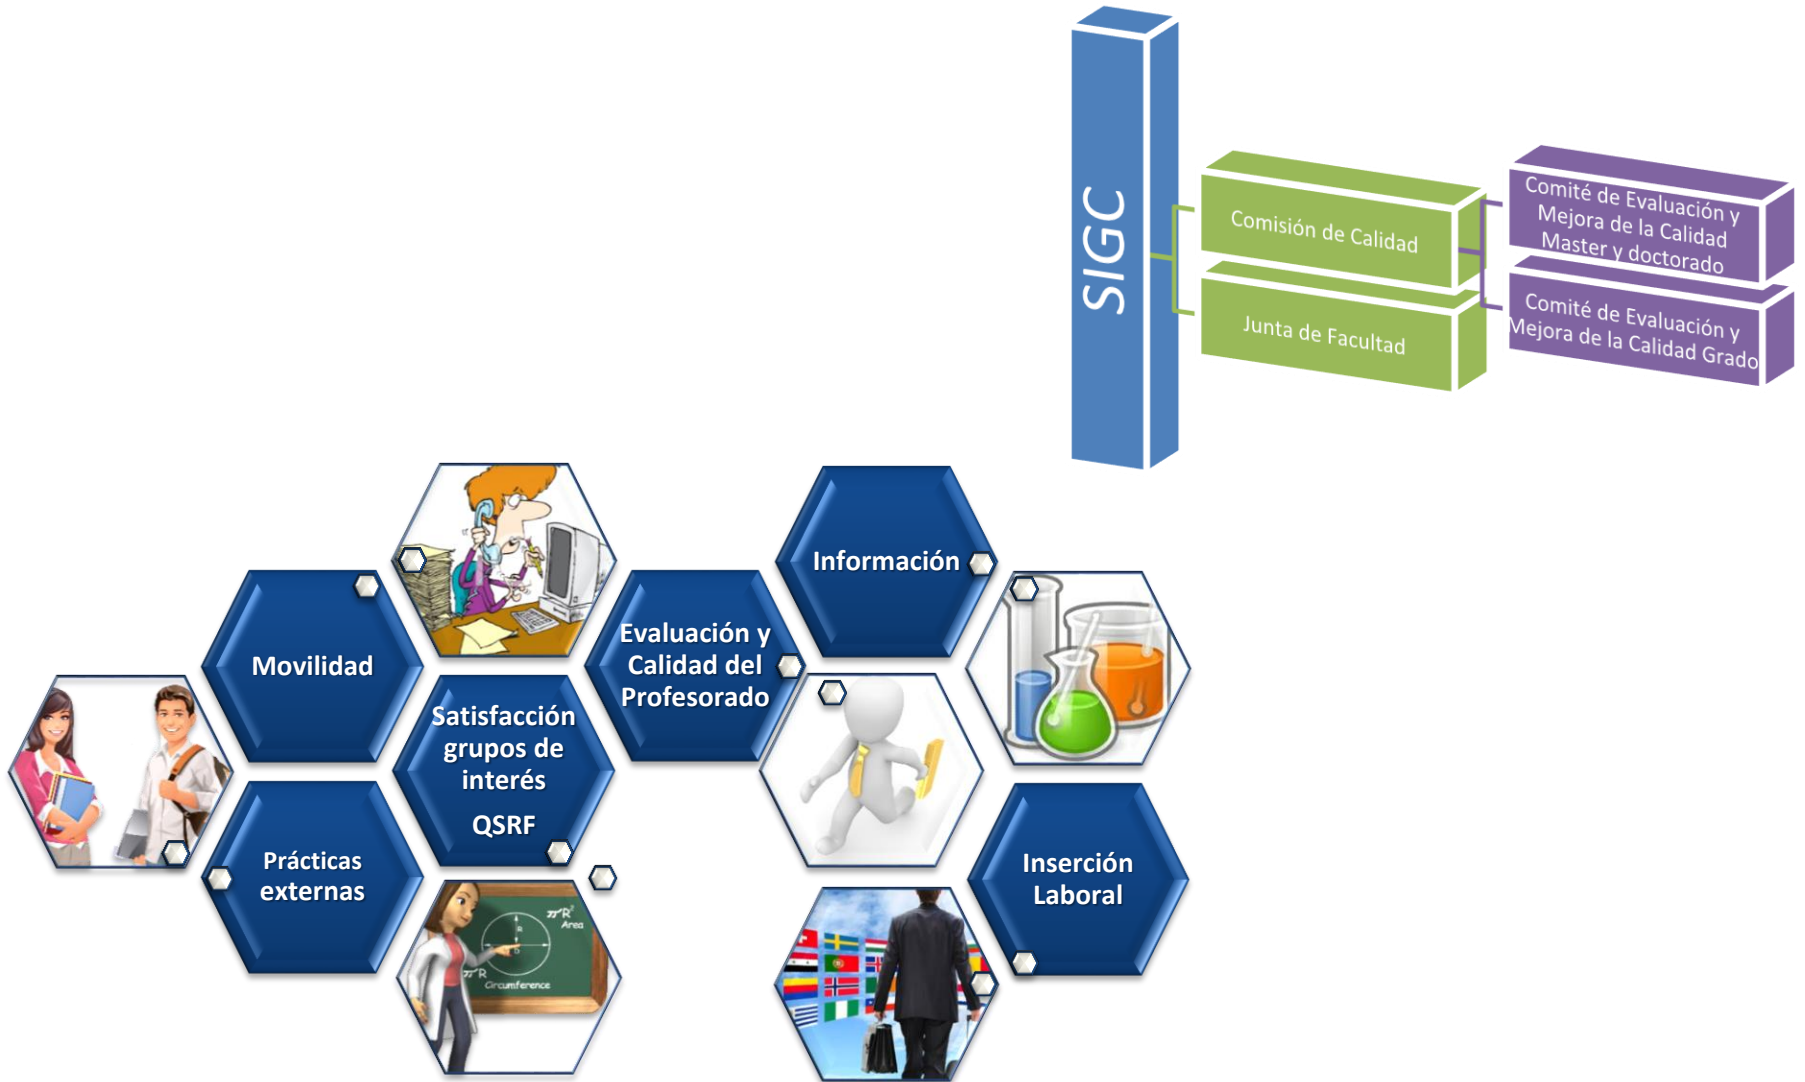 SIGC
Comisión de Calidad
Junta de Facultad
Comité de Evaluación y
Mejora de la Calidad
Master y doctorado
Comité de Evaluación y
Mejora de la Calidad Grado
Información
Movilidad
Evaluación y
Calidad del
Profesorado
Satisfacción
grupos de
interés
QSRF
Prácticas
externas
Inserción
Laboral
π R²
Area
R
π R
Circumference